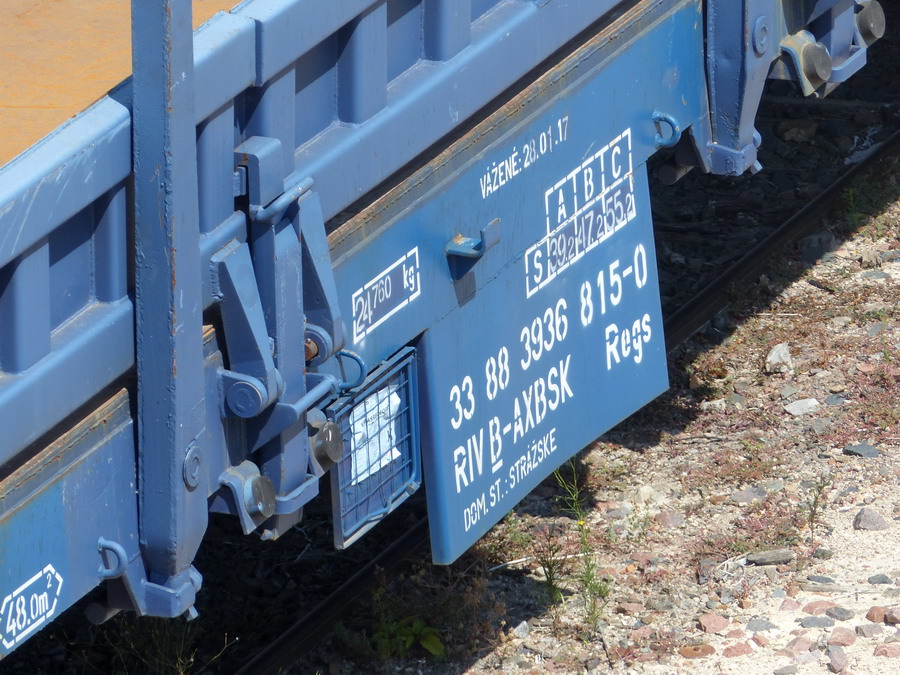 VÁŽENÉ: 28.01.17
A B C
S 39.2 47.2 55.2
24760 kg
33 88 3936 815-0
RIV B-AXBSK Regs
DOM. ST.: STRÁŽSKE
48.0m²